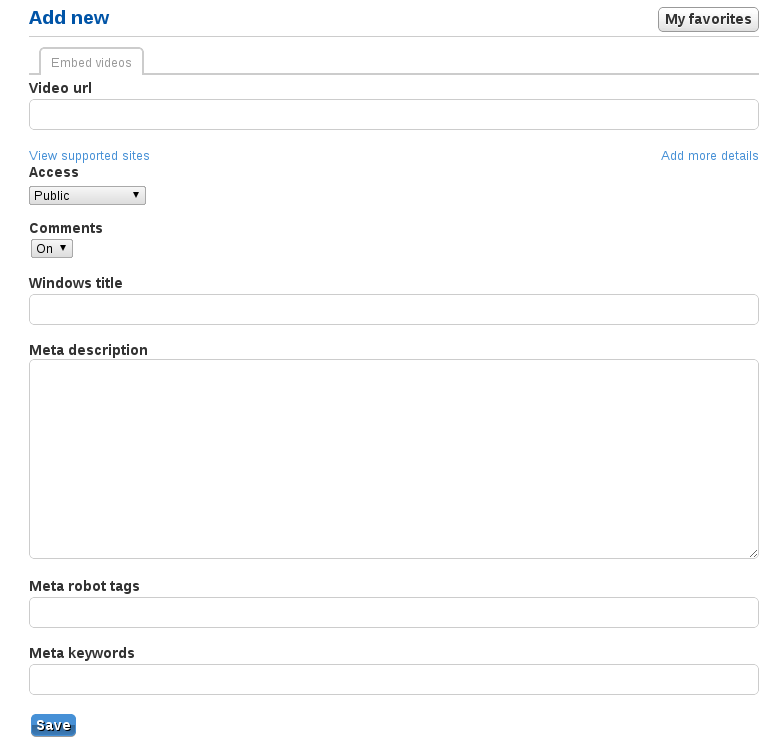 Add new
My favorites
Embed videos
Video url
View supported sites
Add more details
Access
Public
Comments
On
Windows title
Meta description
Meta robot tags
Meta keywords
Save